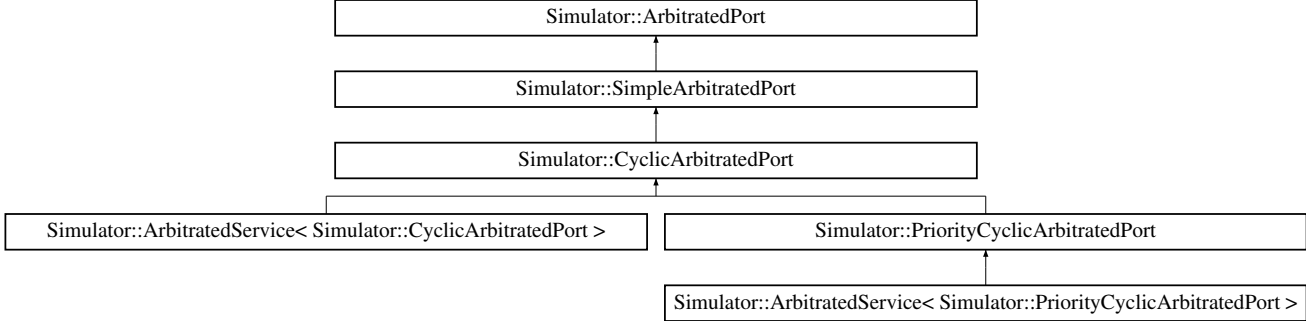 Simulator::ArbitratedPort
Simulator::SimpleArbitratedPort
Simulator::CyclicArbitratedPort
Simulator::ArbitratedService< Simulator::CyclicArbitratedPort >
Simulator::PriorityCyclicArbitratedPort
Simulator::ArbitratedService< Simulator::PriorityCyclicArbitratedPort >